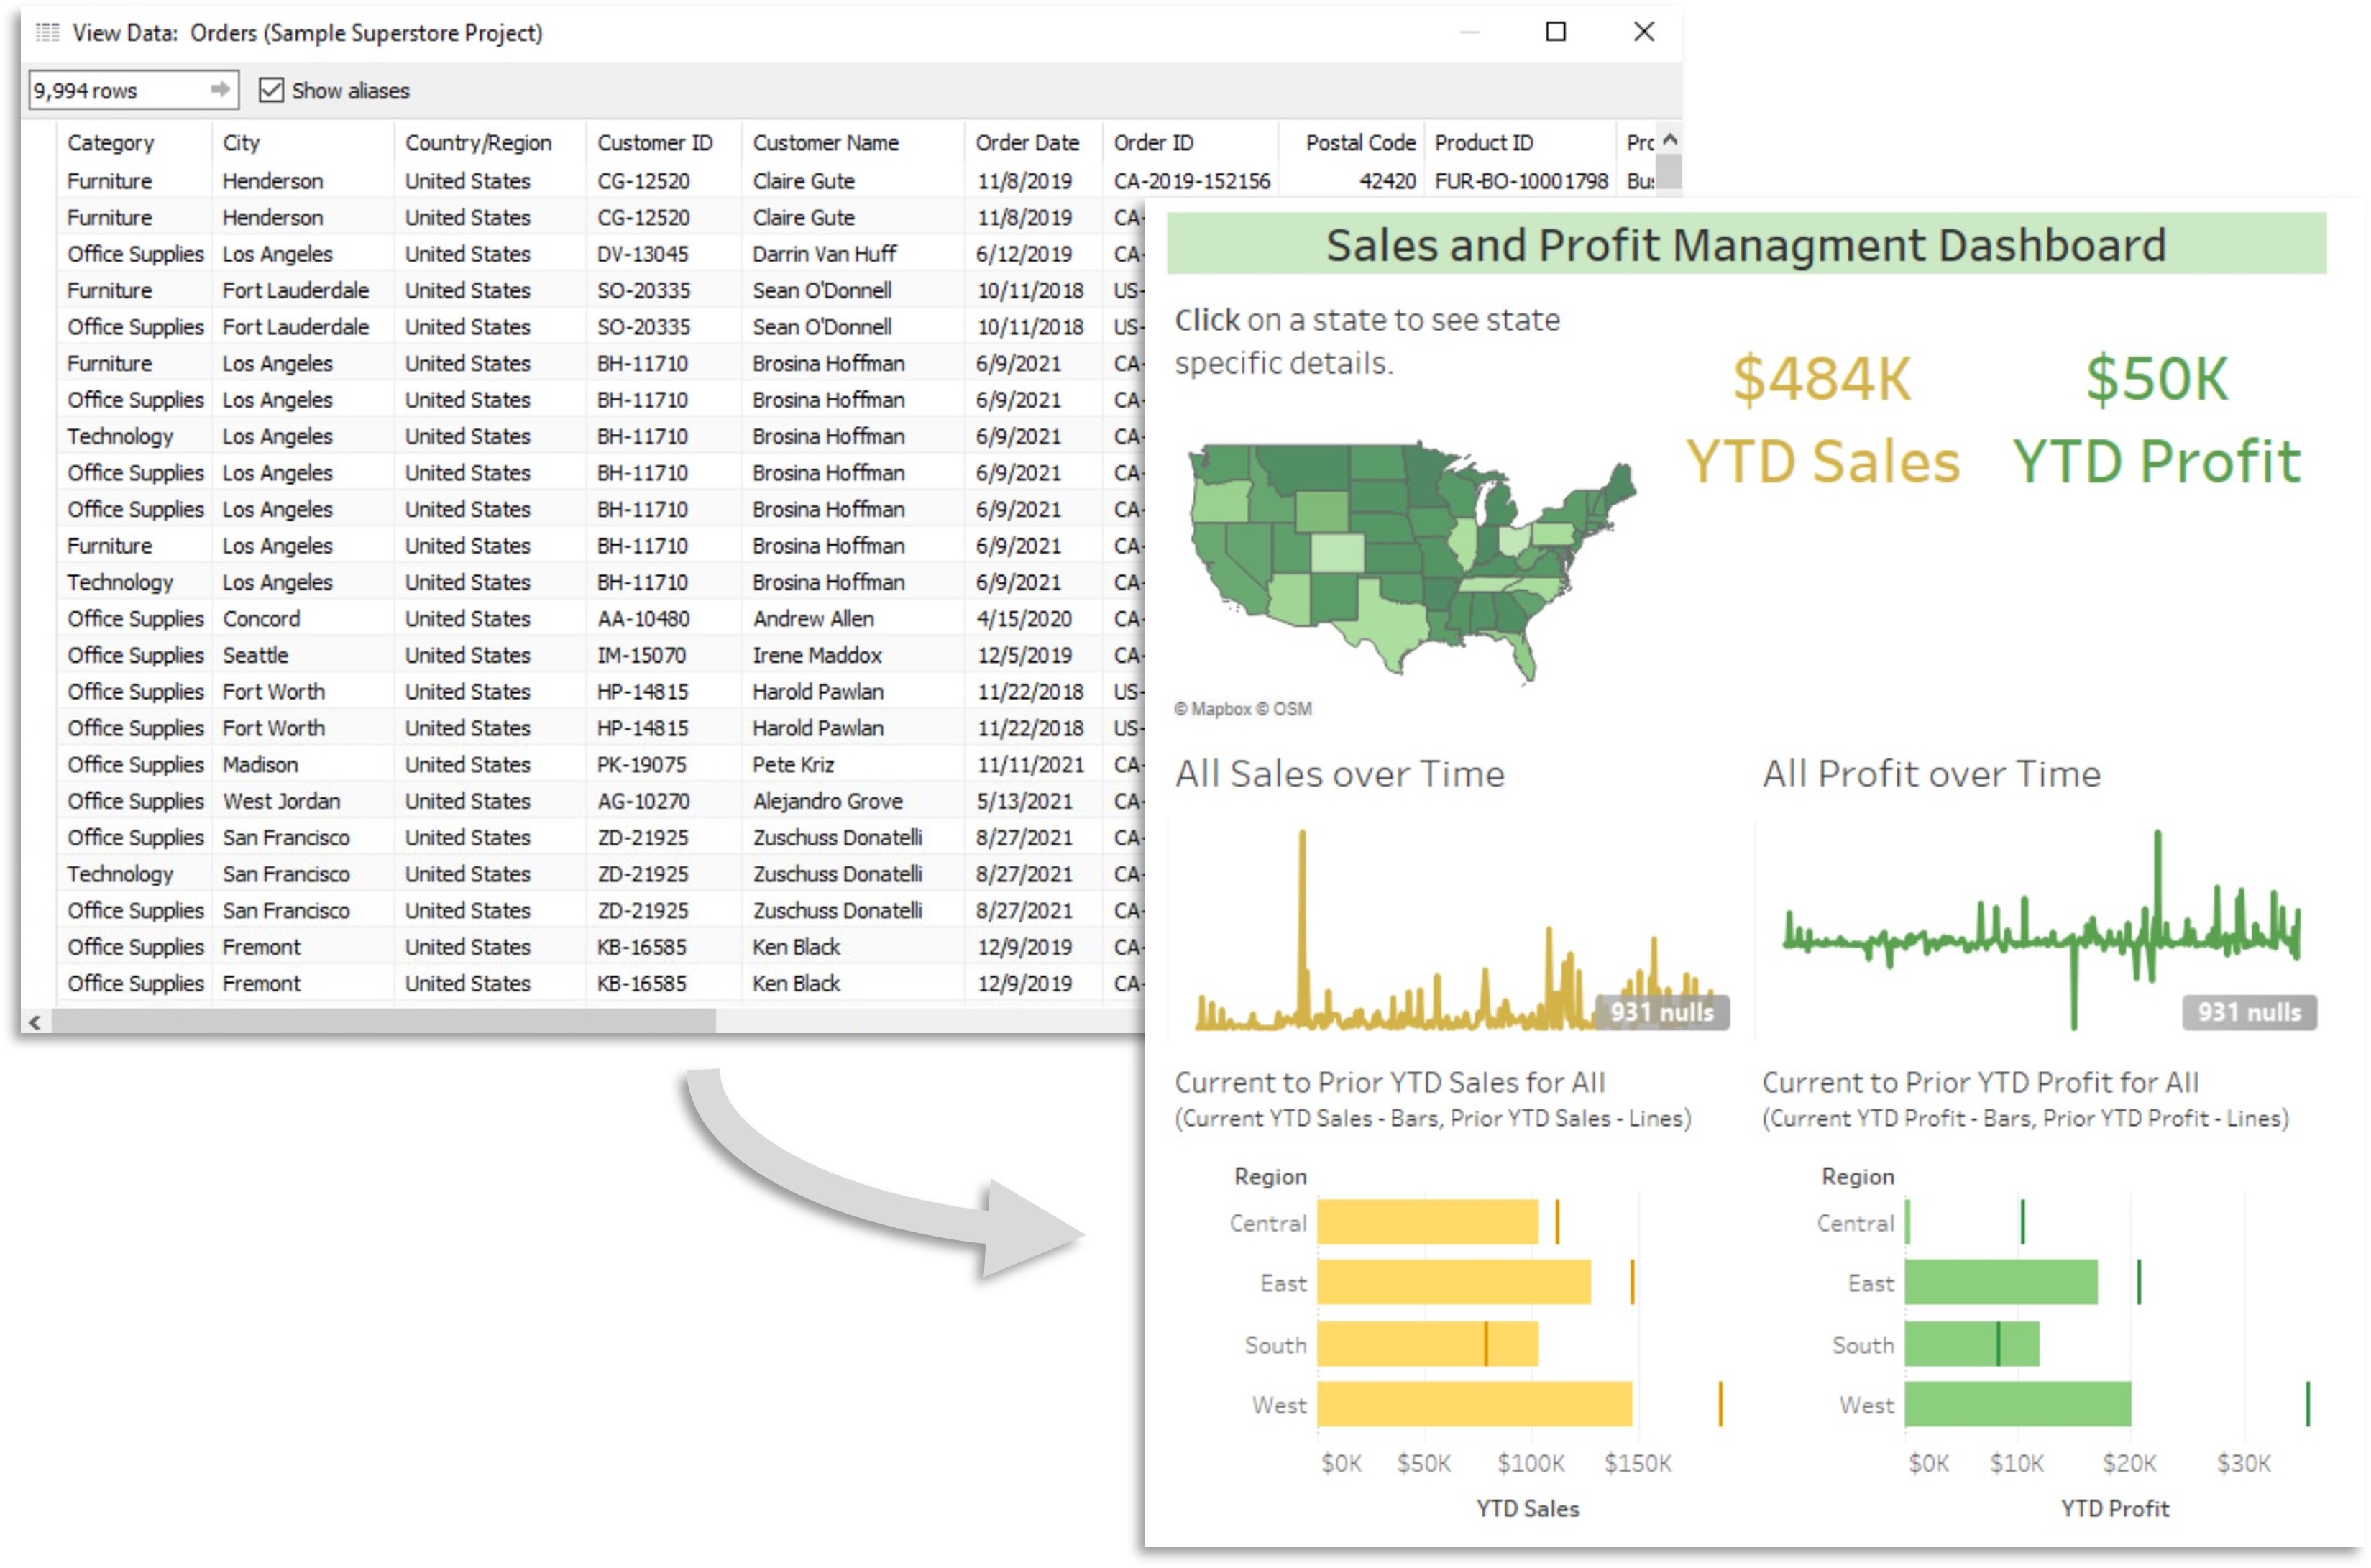 View Data: Orders (Sample Superstore Project)
9,994 rows Show aliases
Category City Country/Region Customer ID Customer Name Order Date Order ID Postal Code Product ID Prc
Furniture Henderson United States CG-12520 Claire Gute 11/8/2019 CA-2019-152156 42420 FUR-BO-10001798 Bu
Furniture Henderson United States CG-12520 Claire Gute 11/8/2019 CA-
Office Supplies Los Angeles United States DV-13045 Darrin Van Huff 6/12/2019 CA-
Furniture Fort Lauderdale United States SO-20335 Sean O'Donnell 10/11/2018 US-
Office Supplies Fort Lauderdale United States SO-20335 Sean O'Donnell 10/11/2018 US-
Furniture Los Angeles United States BH-11710 Brosina Hoffman 6/9/2021 CA-
Office Supplies Los Angeles United States BH-11710 Brosina Hoffman 6/9/2021 CA-
Technology Los Angeles United States BH-11710 Brosina Hoffman 6/9/2021 CA-
Office Supplies Los Angeles United States BH-11710 Brosina Hoffman 6/9/2021 CA-
Office Supplies Los Angeles United States BH-11710 Brosina Hoffman 6/9/2021 CA-
Furniture Los Angeles United States BH-11710 Brosina Hoffman 6/9/2021 CA-
Technology Los Angeles United States BH-11710 Brosina Hoffman 6/9/2021 CA-
Office Supplies Concord United States AA-10480 Andrew Allen 4/15/2020 CA-
Office Supplies Seattle United States IM-15070 Irene Maddox 12/5/2019 CA-
Office Supplies Fort Worth United States HP-14815 Harold Pawlan 11/22/2018 US-
Office Supplies Fort Worth United States HP-14815 Harold Pawlan 11/22/2018 US-
Office Supplies Madison United States PK-19075 Pete Kriz 11/11/2021 CA-
Office Supplies West Jordan United States AG-10270 Alejandro Grove 5/13/2021 CA-
Office Supplies San Francisco United States ZD-21925 Zuschuss Donatelli 8/27/2021 CA-
Technology San Francisco United States ZD-21925 Zuschuss Donatelli 8/27/2021 CA-
Office Supplies San Francisco United States ZD-21925 Zuschuss Donatelli 8/27/2021 CA-
Office Supplies Fremont United States KB-16585 Ken Black 12/9/2019 CA-
Office Supplies Fremont United States KB-16585 Ken Black 12/9/2019 CA-
Sales and Profit Managment Dashboard
Click on a state to see state
specific details.
$484K $50K
YTD Sales YTD Profit
© Mapbox © OSM
All Sales over Time
931 nulls
All Profit over Time
931 nulls
Current to Prior YTD Sales for All
(Current YTD Sales - Bars, Prior YTD Sales - Lines)
Region
Central
East
South
West
$0K $50K $100K $150K
YTD Sales
Current to Prior YTD Profit for All
(Current YTD Profit - Bars, Prior YTD Profit - Lines)
Region
Central
East
South
West
$0K $10K $20K $30K
YTD Profit